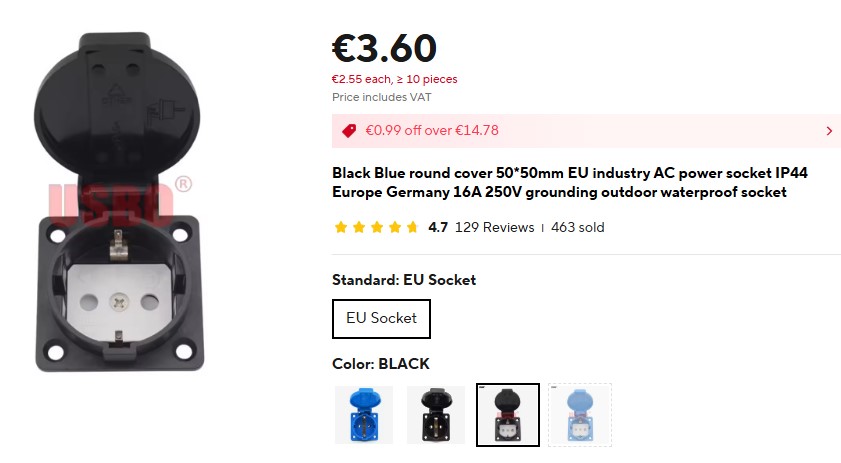 €3.60
€2.55 each, ≥ 10 pieces
Price includes VAT
€0.99 off over €14.78
Black Blue round cover 50*50mm EU industry AC power socket IP44
Europe Germany 16A 250V grounding outdoor waterproof socket
4.7 129 Reviews | 463 sold
Standard: EU Socket
EU Socket
Color: BLACK
USBO®